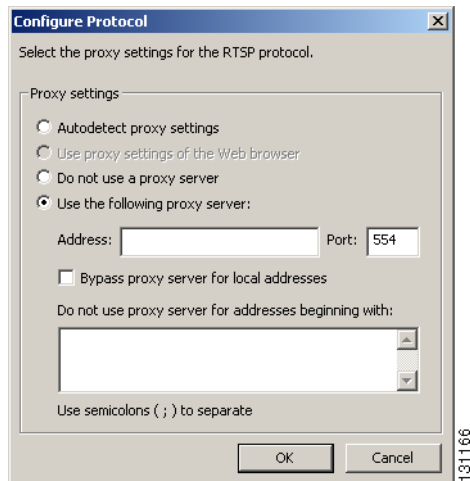 Configure Protocol
Select the proxy settings for the RTSP protocol.
Proxy settings
Autodetect proxy settings
Use proxy settings of the Web browser
Do not use a proxy server
Use the following proxy server:
Address: Port: 554
Bypass proxy server for local addresses
Do not use proxy server for addresses beginning with:
Use semicolons ( ; ) to separate
OK Cancel
131166